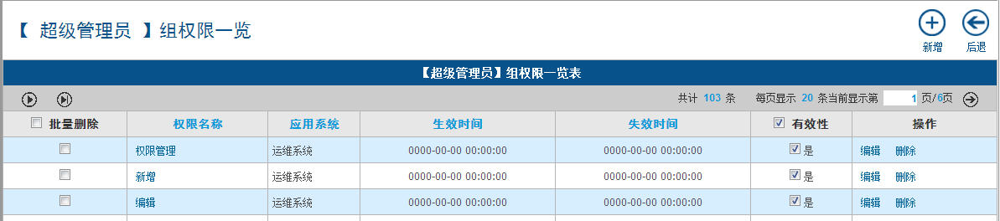 【 超级管理员 】组权限一览
新增 后退
【超级管理员】组权限一览表
共计 103 条 每页显示 20 条当前显示第 1 页/6页
批量删除 权限名称 应用系统 生效时间 失效时间 有效性 操作
权限管理 运维系统 0000-00-00 00:00:00 0000-00-00 00:00:00 是 编辑 删除
新增 运维系统 0000-00-00 00:00:00 0000-00-00 00:00:00 是 编辑 删除
编辑 运维系统 0000-00-00 00:00:00 0000-00-00 00:00:00 是 编辑 删除